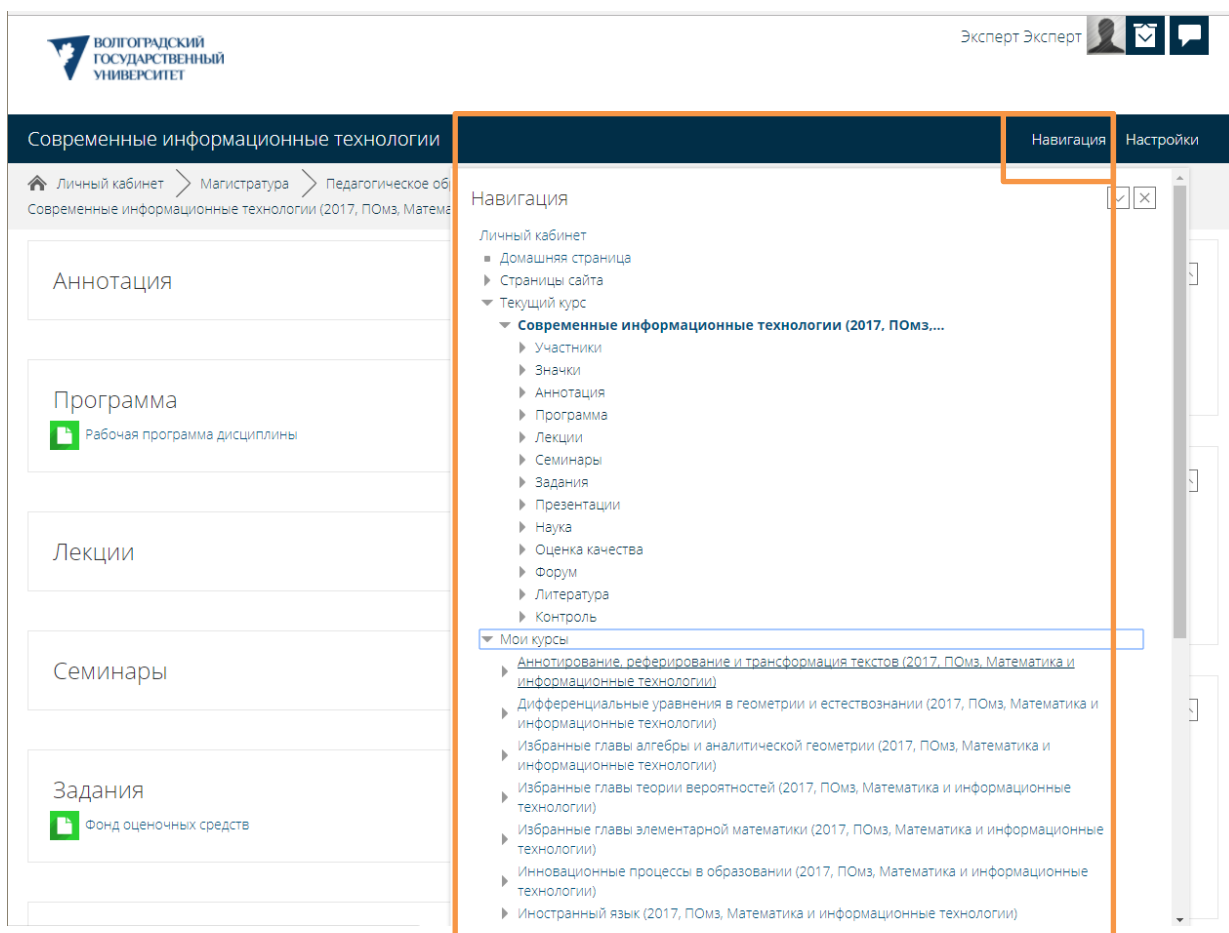 ВОЛГОГРАДСКИЙ
ГОСУДАРСТВЕННЫЙ
УНИВЕРСИТЕТ
Эксперт Эксперт
Современные информационные технологии
Навигация
Настройки
Личный кабинет
Магистратура
Педагогическое об
Современные информационные технологии (2017, ПОмз, Матема
Аннотация
Программа
Рабочая программа дисциплины
Лекции
Семинары
Задания
Фонд оценочных средств
Навигация
Личный кабинет
Домашняя страница
Страницы сайта
Текущий курс
Современные информационные технологии (2017, ПОмз,...
Участники
Значки
Аннотация
Программа
Лекции
Семинары
Задания
Презентации
Наука
Оценка качества
Форум
Литература
Контроль
Мои курсы
Аннотирование, реферирование и трансформация текстов (2017, ПОмз, Математика и
информационные технологии)
Дифференциальные уравнения в геометрии и естествознании (2017, ПОмз, Математика и
информационные технологии)
Избранные главы алгебры и аналитической геометрии (2017, ПОмз, Математика и
информационные технологии)
Избранные главы теории вероятностей (2017, ПОмз, Математика и информационные
технологии)
Избранные главы элементарной математики (2017, ПОмз, Математика и информационные
технологии)
Инновационные процессы в образовании (2017, ПОмз, Математика и информационные
технологии)
Иностранный язык (2017, ПОмз, Математика и информационные технологии)